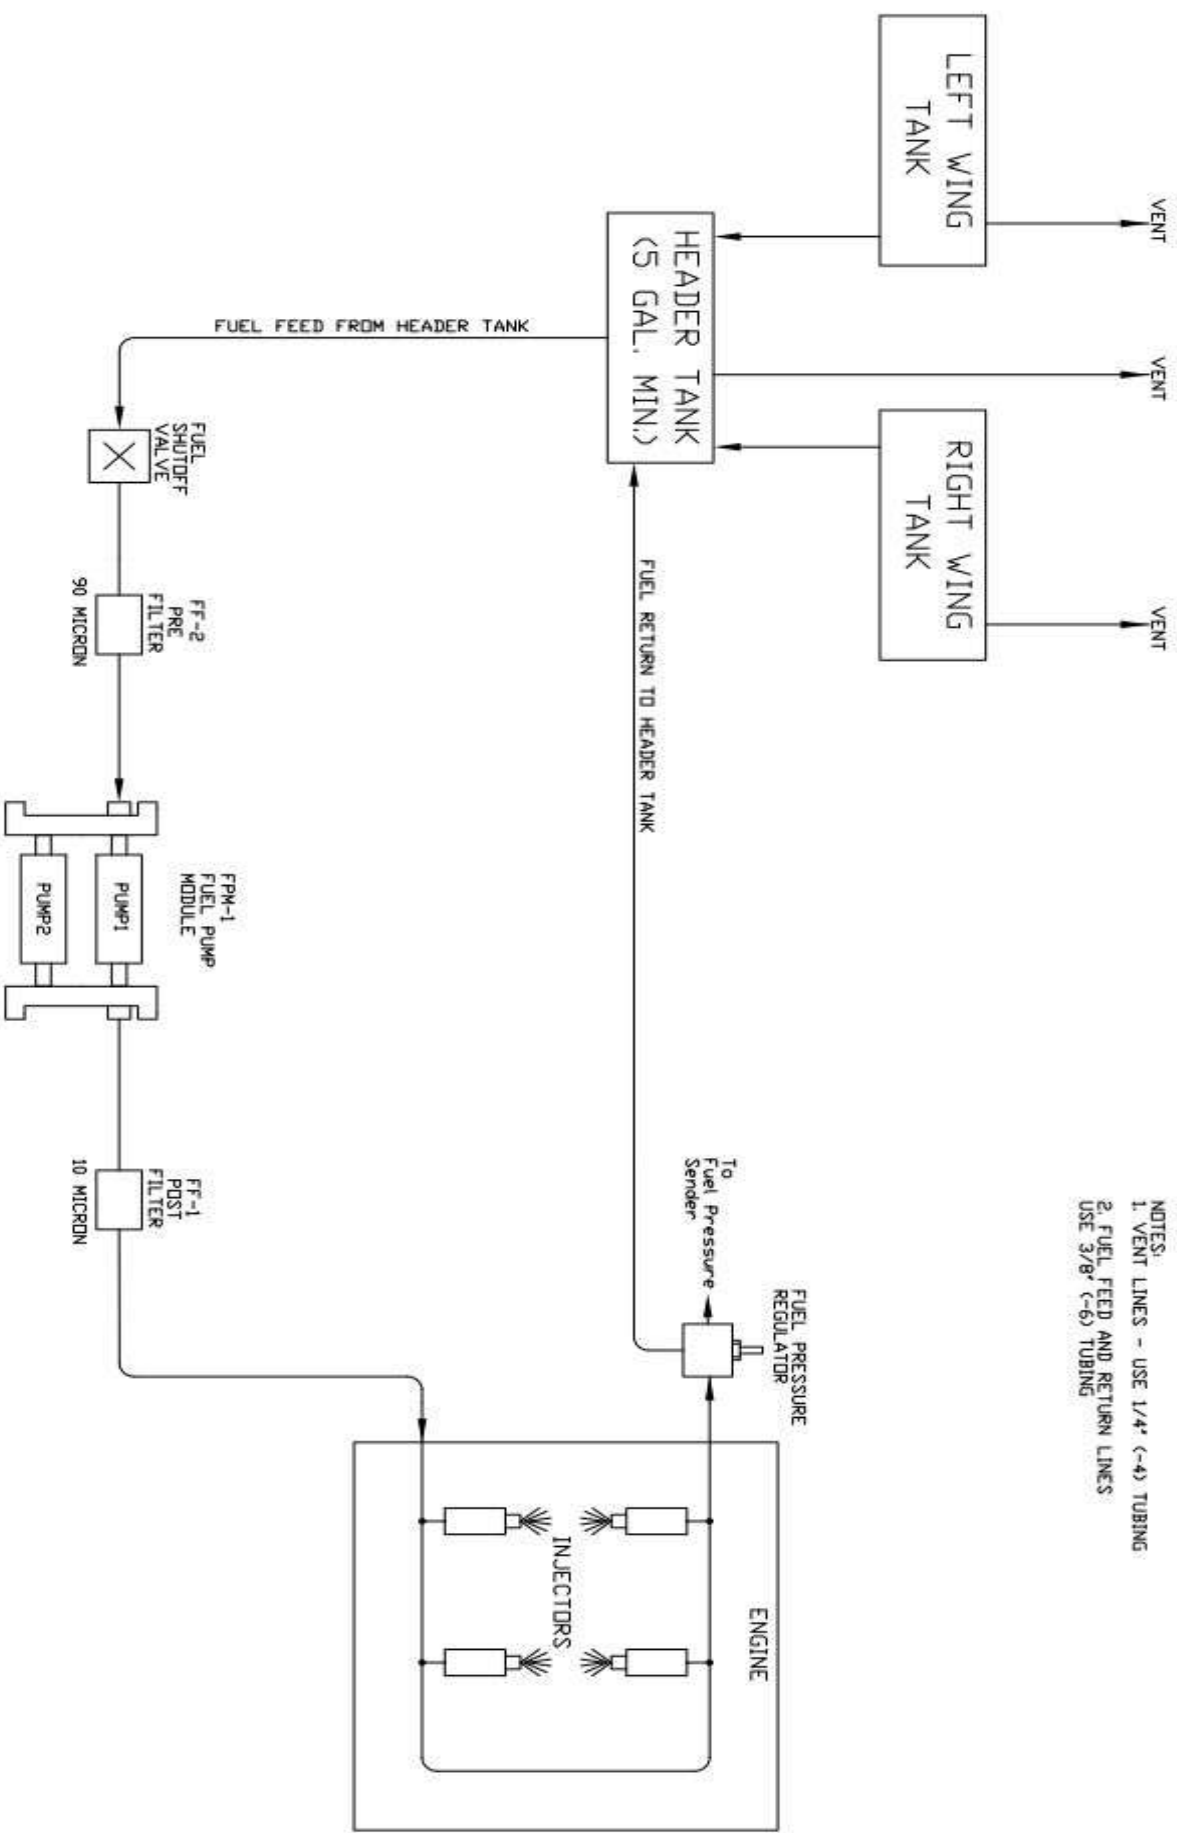 VENT
VENT
VENT
LEFT WING
TANK
RIGHT WING
TANK
HEADER TANK
(5 GAL. MIN.)
NOTES:
1. VENT LINES - USE 1/4" (-4) TUBING
2. FUEL FEED AND RETURN LINES
USE 3/8" (-6) TUBING
FUEL RETURN TO HEADER TANK
FUEL FEED FROM HEADER TANK
FUEL PRESSURE
REGULATOR
To
Fuel Pressure
Sender
ENGINE
INJECTORS
FUEL
SHUTOFF
VALVE
FF-2
PRE
FILTER
90 MICRON
FPM-1
FUEL PUMP
MODULE
PUMP1
PUMP2
FF-1
POST
FILTER
10 MICRON